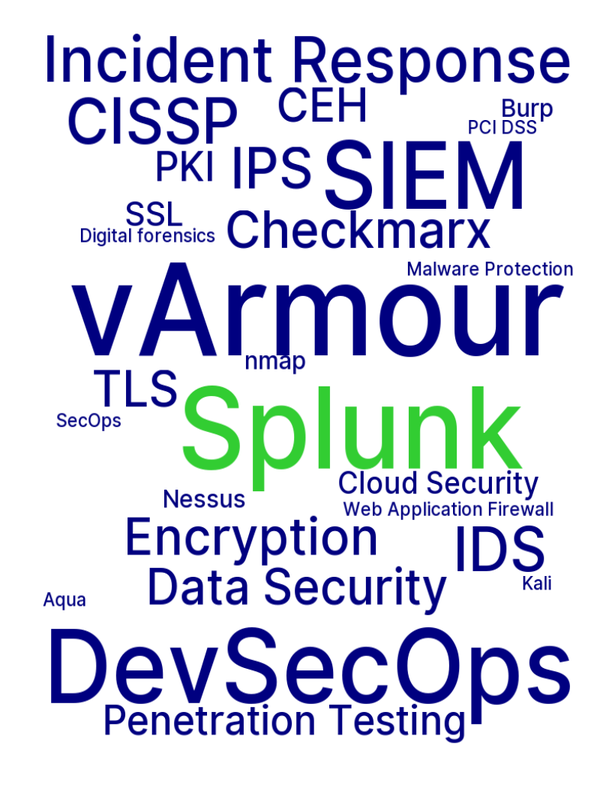 Incident Response
CISSP
CEH
Burp
PCI DSS
PKI
IPS
SIEM
SSL
Digital forensics
Checkmarx
Malware Protection
vArmour
nmap
TLS
SecOps
Splunk
Cloud Security
Nessus
Web Application Firewall
Encryption
IDS
Data Security
Kali
Aqua
DevSecOps
Penetration Testing